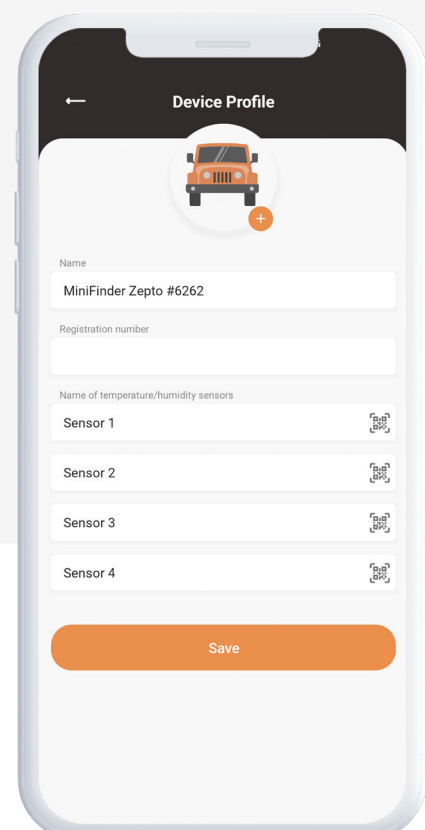 Device Profile
Name
MiniFinder Zepto #6262
Registration number
Name of temperature/humidity sensors
Sensor 1
Sensor 2
Sensor 3
Sensor 4
Save